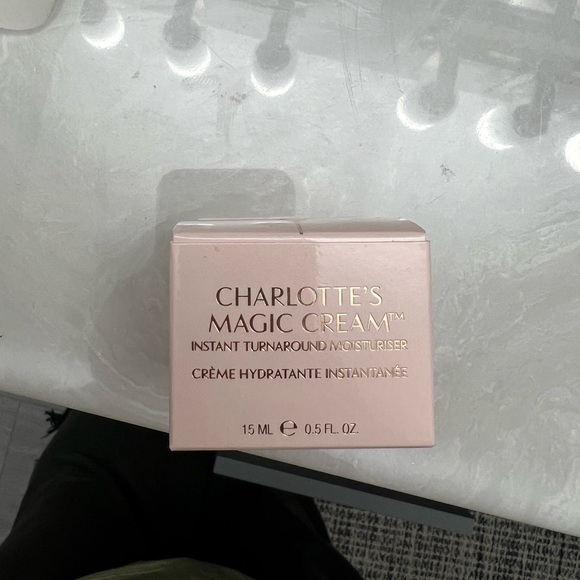 CHARLOTTE'S
MAGIC CREAM™
INSTANT TURNAROUND MOISTURISER
CRÈME HYDRATANTE INSTANTANÉE
15 ML ℮ 0.5 FL. OZ.